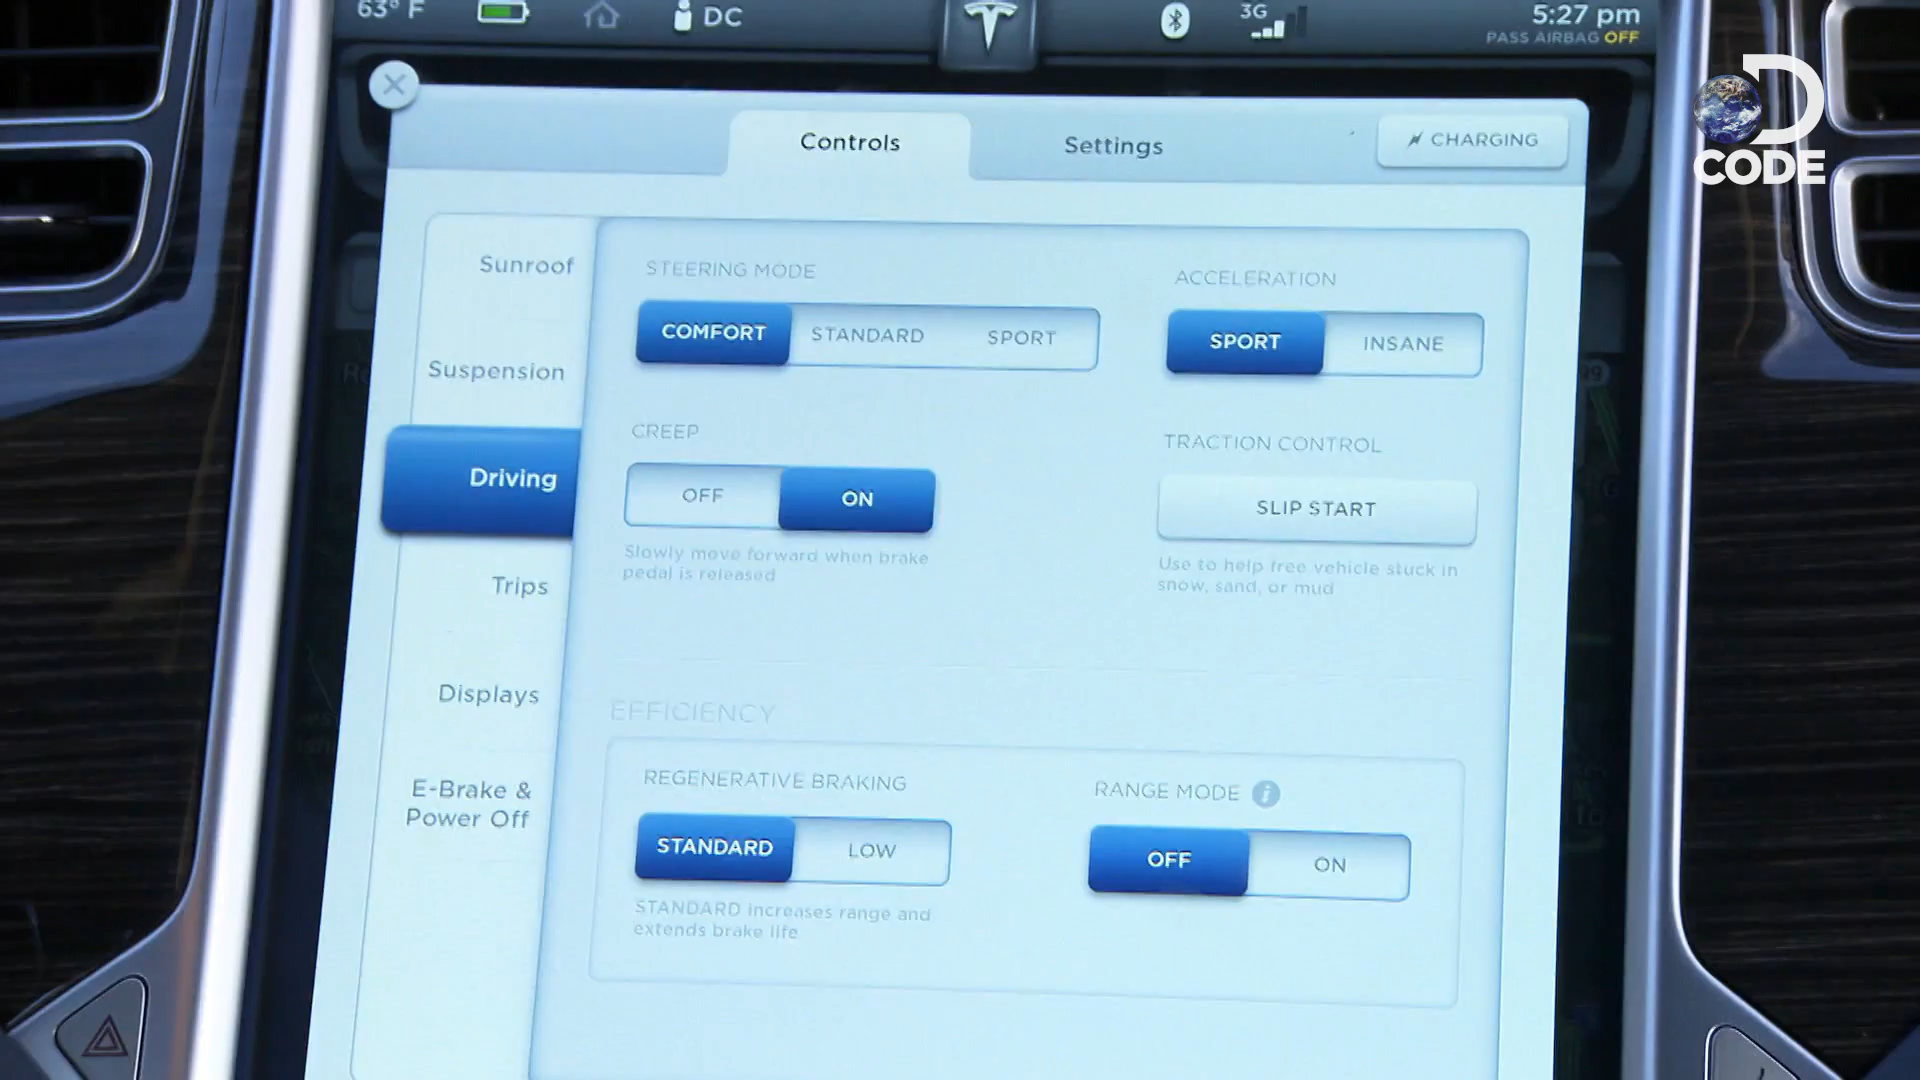 63° F
DC
3G
5:27 pm
PASS AIRBAG OFF
CODE
Controls
Settings
CHARGING
Sunroof
Suspension
Driving
Trips
Displays
E-Brake &
Power Off
STEERING MODE
COMFORT STANDARD SPORT
ACCELERATION
SPORT INSANE
CREEP
OFF ON
Slowly move forward when brake
pedal is released
TRACTION CONTROL
SLIP START
Use to help free vehicle stuck in
snow, sand, or mud
EFFICIENCY
REGENERATIVE BRAKING
STANDARD LOW
STANDARD increases range and
extends brake life
RANGE MODE i
OFF ON